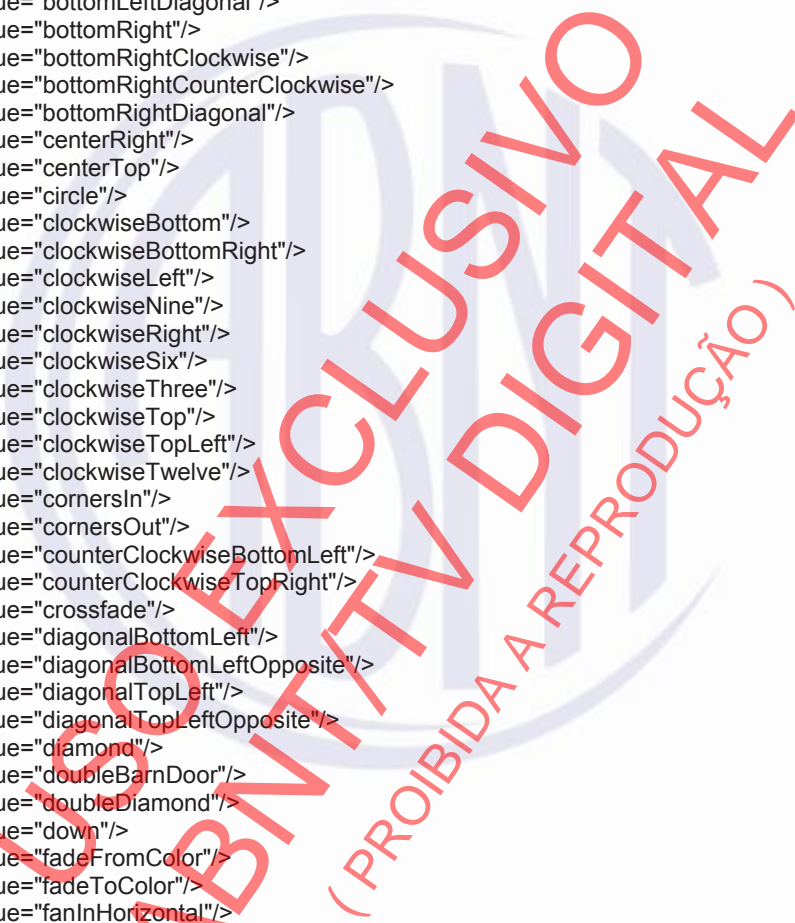 ue="bottomLeftDiagonal"/>
ue="bottomRight"/>
ue="bottomRightClockwise"/>
ue="bottomRightCounterClockwise"/>
ue="bottomRightDiagonal"/>
ue="centerRight"/>
ue="centerTop"/>
ue="circle"/>
ue="clockwiseBottom"/>
ue="clockwiseBottomRight"/>
ue="clockwiseLeft"/>
ue="clockwiseNine"/>
ue="clockwiseRight"/>
ue="clockwiseSix"/>
ue="clockwiseThree"/>
ue="clockwiseTop"/>
ue="clockwiseTopLeft"/>
ue="clockwiseTwelve"/>
ue="cornersIn"/>
ue="cornersOut"/>
ue="counterClockwiseBottomLeft"/>
ue="counterClockwiseTopRight"/>
ue="crossfade"/>
ue="diagonalBottomLeft"/>
ue="diagonalBottomLeftOpposite"/>
ue="diagonalTopLeft"/>
ue="diagonalTopLeftOpposite"/>
ue="diamond"/>
ue="doubleBarnDoor"/>
ue="doubleDiamond"/>
ue="down"/>
ue="fadeFromColor"/>
ue="fadeToColor"/>
ue="fanInHorizontal"/>
USO EXCLUSIVO
ABNT/TV DIGITAL
( PROIBIDA A REPRODUÇÃO )
ABNT